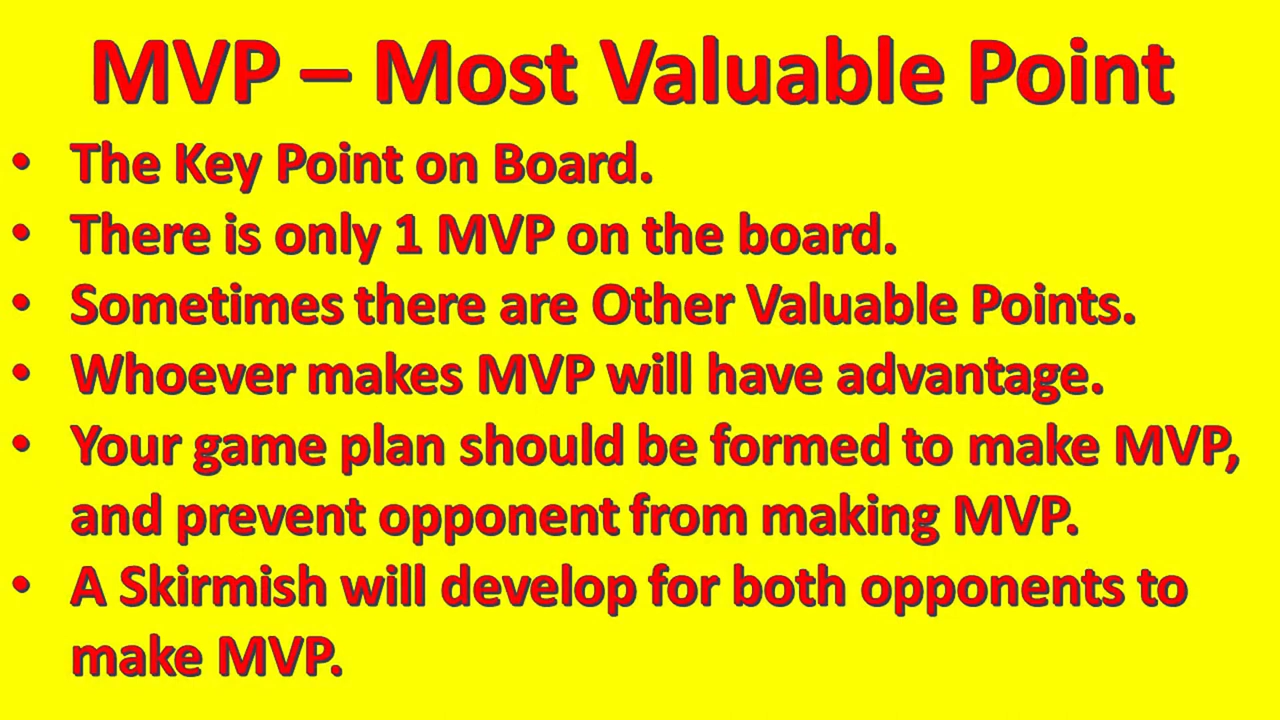 MVP – Most Valuable Point
• The Key Point on Board.
• There is only 1 MVP on the board.
• Sometimes there are Other Valuable Points.
• Whoever makes MVP will have advantage.
• Your game plan should be formed to make MVP,
and prevent opponent from making MVP.
• A Skirmish will develop for both opponents to
make MVP.